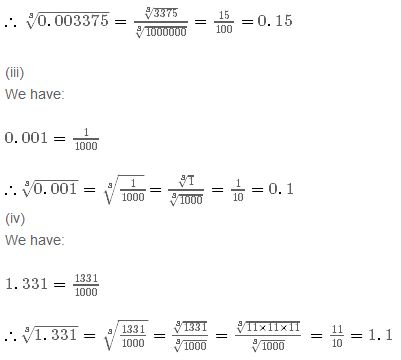 ∴ ∛0.003375 = ∛3375/∛1000000 = 15/100 = 0.15
(iii)
We have:
0.001 = 1/1000
∴ ∛0.001 = ∛(1/1000) = ∛1/∛1000 = 1/10 = 0.1
(iv)
We have:
1.331 = 1331/1000
∴ ∛1.331 = ∛(1331/1000) = ∛1331/∛1000 = ∛(11×11×11)/∛1000 = 11/10 = 1.1